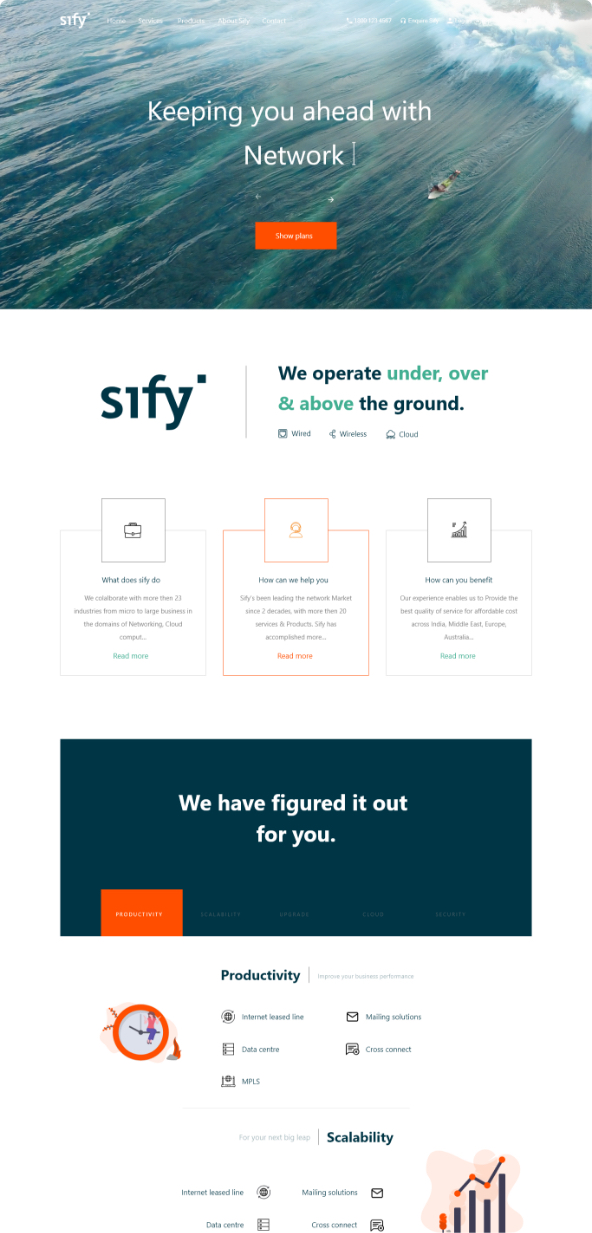 sify
Home Services Products About Sify Contact
Keeping you ahead with
Network
Show plans
sify
We operate under, over
& above the ground.
Wired Wireless Cloud
What does sify do
We colalborate with more then 23
industries from micro to large business in
the domains of Networking, Cloud
comput...
Read more
How can we help you
Sify's been leading the network Market
since 2 decades, with more then 20
services & Products. Sify has
accomplished more...
Read more
How can you benefit
Our experience enables us to Provide the
best quality of service for affordable cost
across India, Middle East, Europe,
Australia...
Read more
We have figured it out
for you.
PRODUCTIVITY SCALABILITY UPGRADE CLOUD SECURITY
Productivity Improve your business performance
Internet leased line Mailing solutions
Data centre Cross connect
MPLS
For your next big leap Scalability
Internet leased line Mailing solutions
Data centre Cross connect